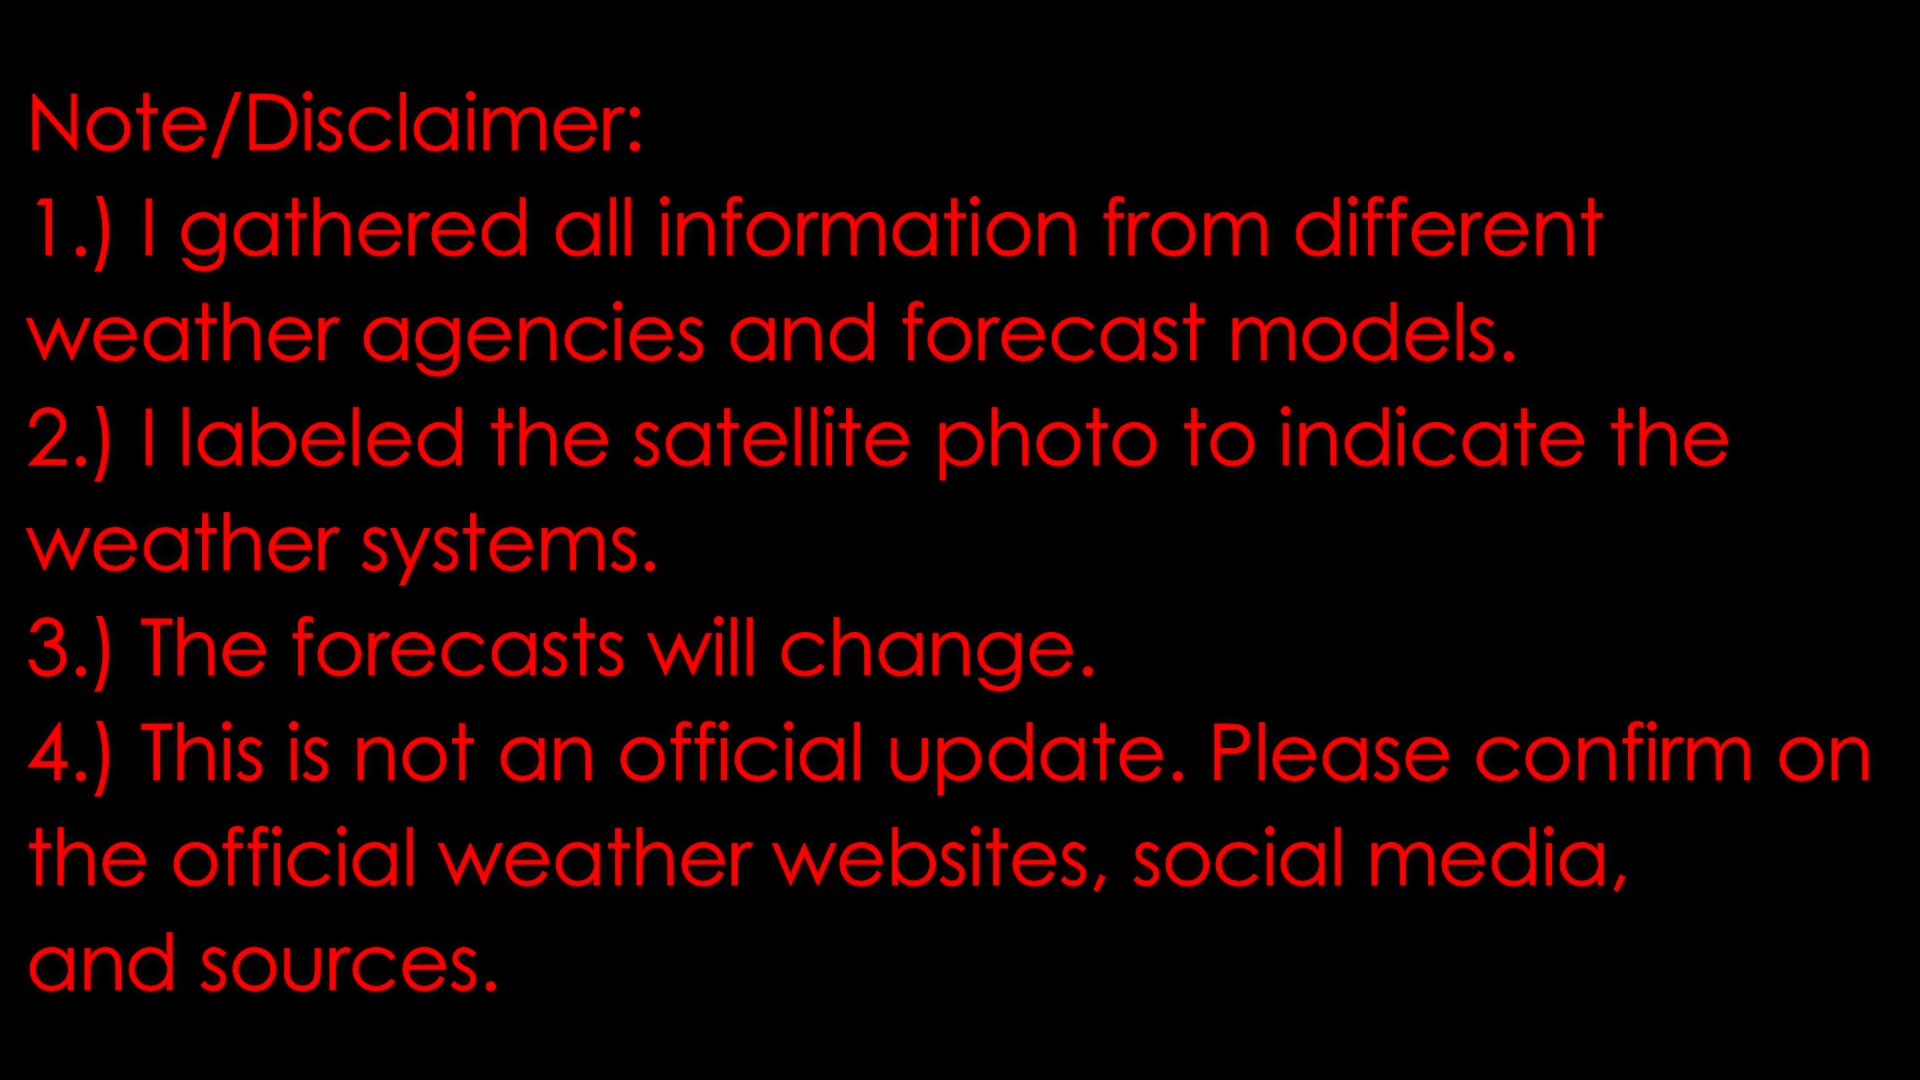 Note/Disclaimer:
1.) I gathered all information from different
weather agencies and forecast models.
2.) I labeled the satellite photo to indicate the
weather systems.
3.) The forecasts will change.
4.) This is not an official update. Please confirm on
the official weather websites, social media,
and sources.